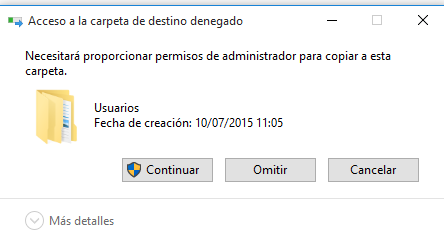 Acceso a la carpeta de destino denegado
Necesitará proporcionar permisos de administrador para copiar a esta
carpeta.
Usuarios
Fecha de creación: 10/07/2015 11:05
Continuar
Omitir
Cancelar
Más detalles